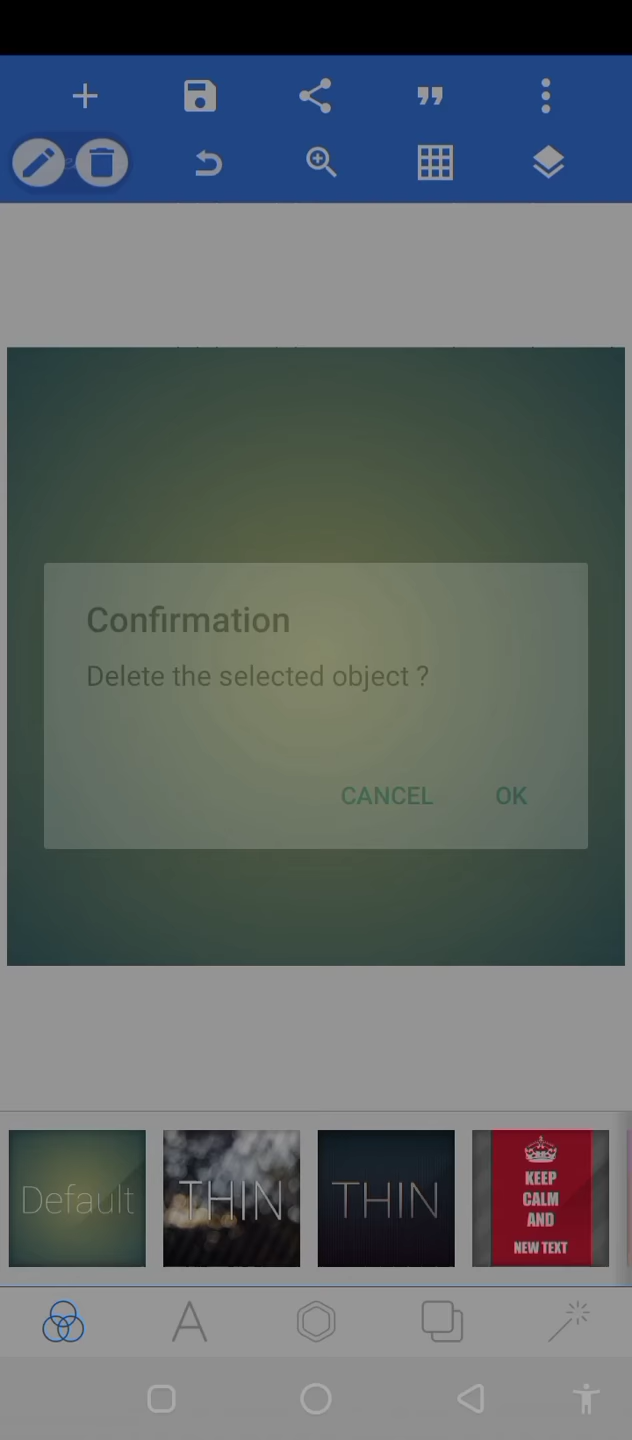 Confirmation
Delete the selected object ?
CANCEL OK
Default
THIN
THIN
KEEP
CALM
AND
NEW TEXT